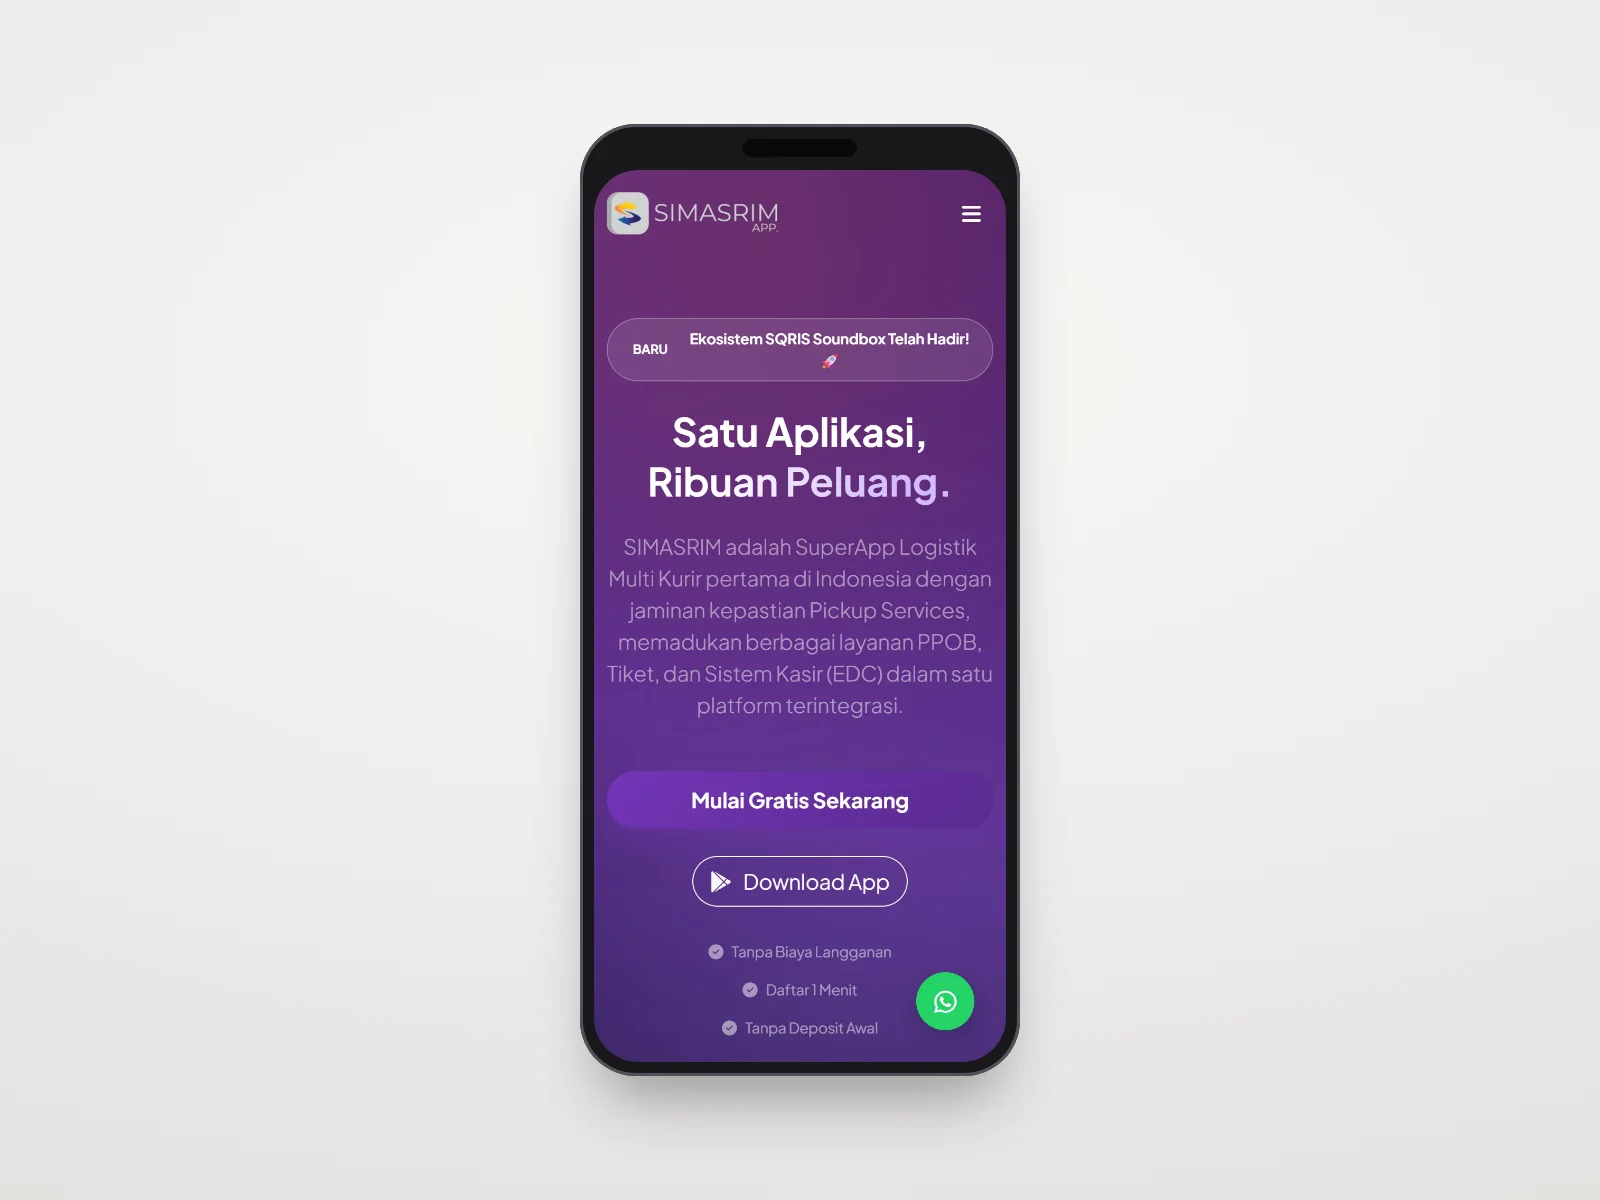 SIMASRIM
APP.
BARU
Ekosistem SQRIS Soundbox Telah Hadir!
🚀
Satu Aplikasi,
Ribuan Peluang.
SIMASRIM adalah SuperApp Logistik
Multi Kurir pertama di Indonesia dengan
jaminan kepastian Pickup Services,
memadukan berbagai layanan PPOB,
Tiket, dan Sistem Kasir (EDC) dalam satu
platform terintegrasi.
Mulai Gratis Sekarang
Download App
Tanpa Biaya Langganan
Daftar 1 Menit
Tanpa Deposit Awal